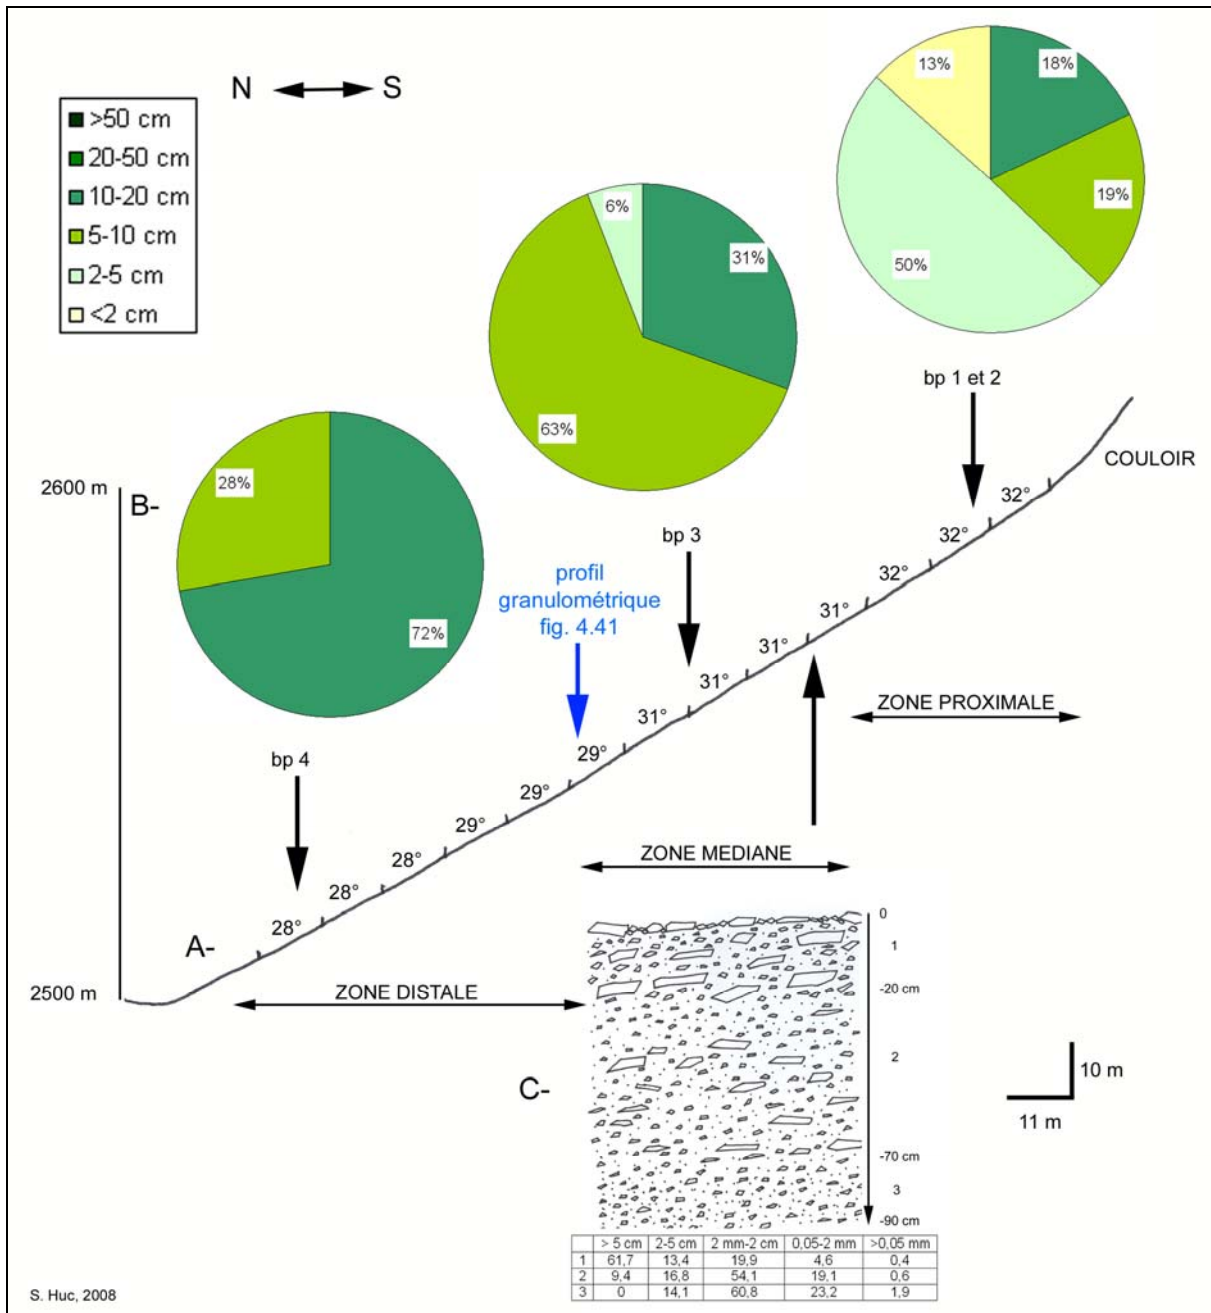 N S
>50 cm
20-50 cm
10-20 cm
5-10 cm
2-5 cm
<2 cm
13%
18%
19%
50%
6%
31%
63%
28%
72%
bp 1 et 2
COULOIR
2600 m
B-
bp 3
profil
granulométrique
fig. 4.41
bp 4
32°
32°
32°
31°
31°
31°
31°
29°
29°
29°
28°
28°
28°
ZONE PROXIMALE
ZONE MEDIANE
A-
2500 m
ZONE DISTALE
C-
0
1
-20 cm
2
-70 cm
3
-90 cm
10 m
11 m
> 5 cm 2-5 cm 2 mm-2 cm 0,05-2 mm >0,05 mm
1 61,7 13,4 19,9 4,6 0,4
2 9,4 16,8 54,1 19,1 0,6
3 0 14,1 60,8 23,2 1,9
S. Huc, 2008